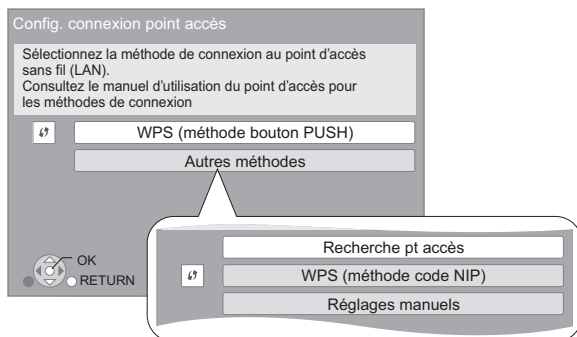 Config. connexion point accès
Sélectionnez la méthode de connexion au point d'accès
sans fil (LAN).
Consultez le manuel d'utilisation du point d'accès pour
les méthodes de connexion
WPS (méthode bouton PUSH)
Autres méthodes
OK
RETURN
Recherche pt accès
WPS (méthode code NIP)
Réglages manuels